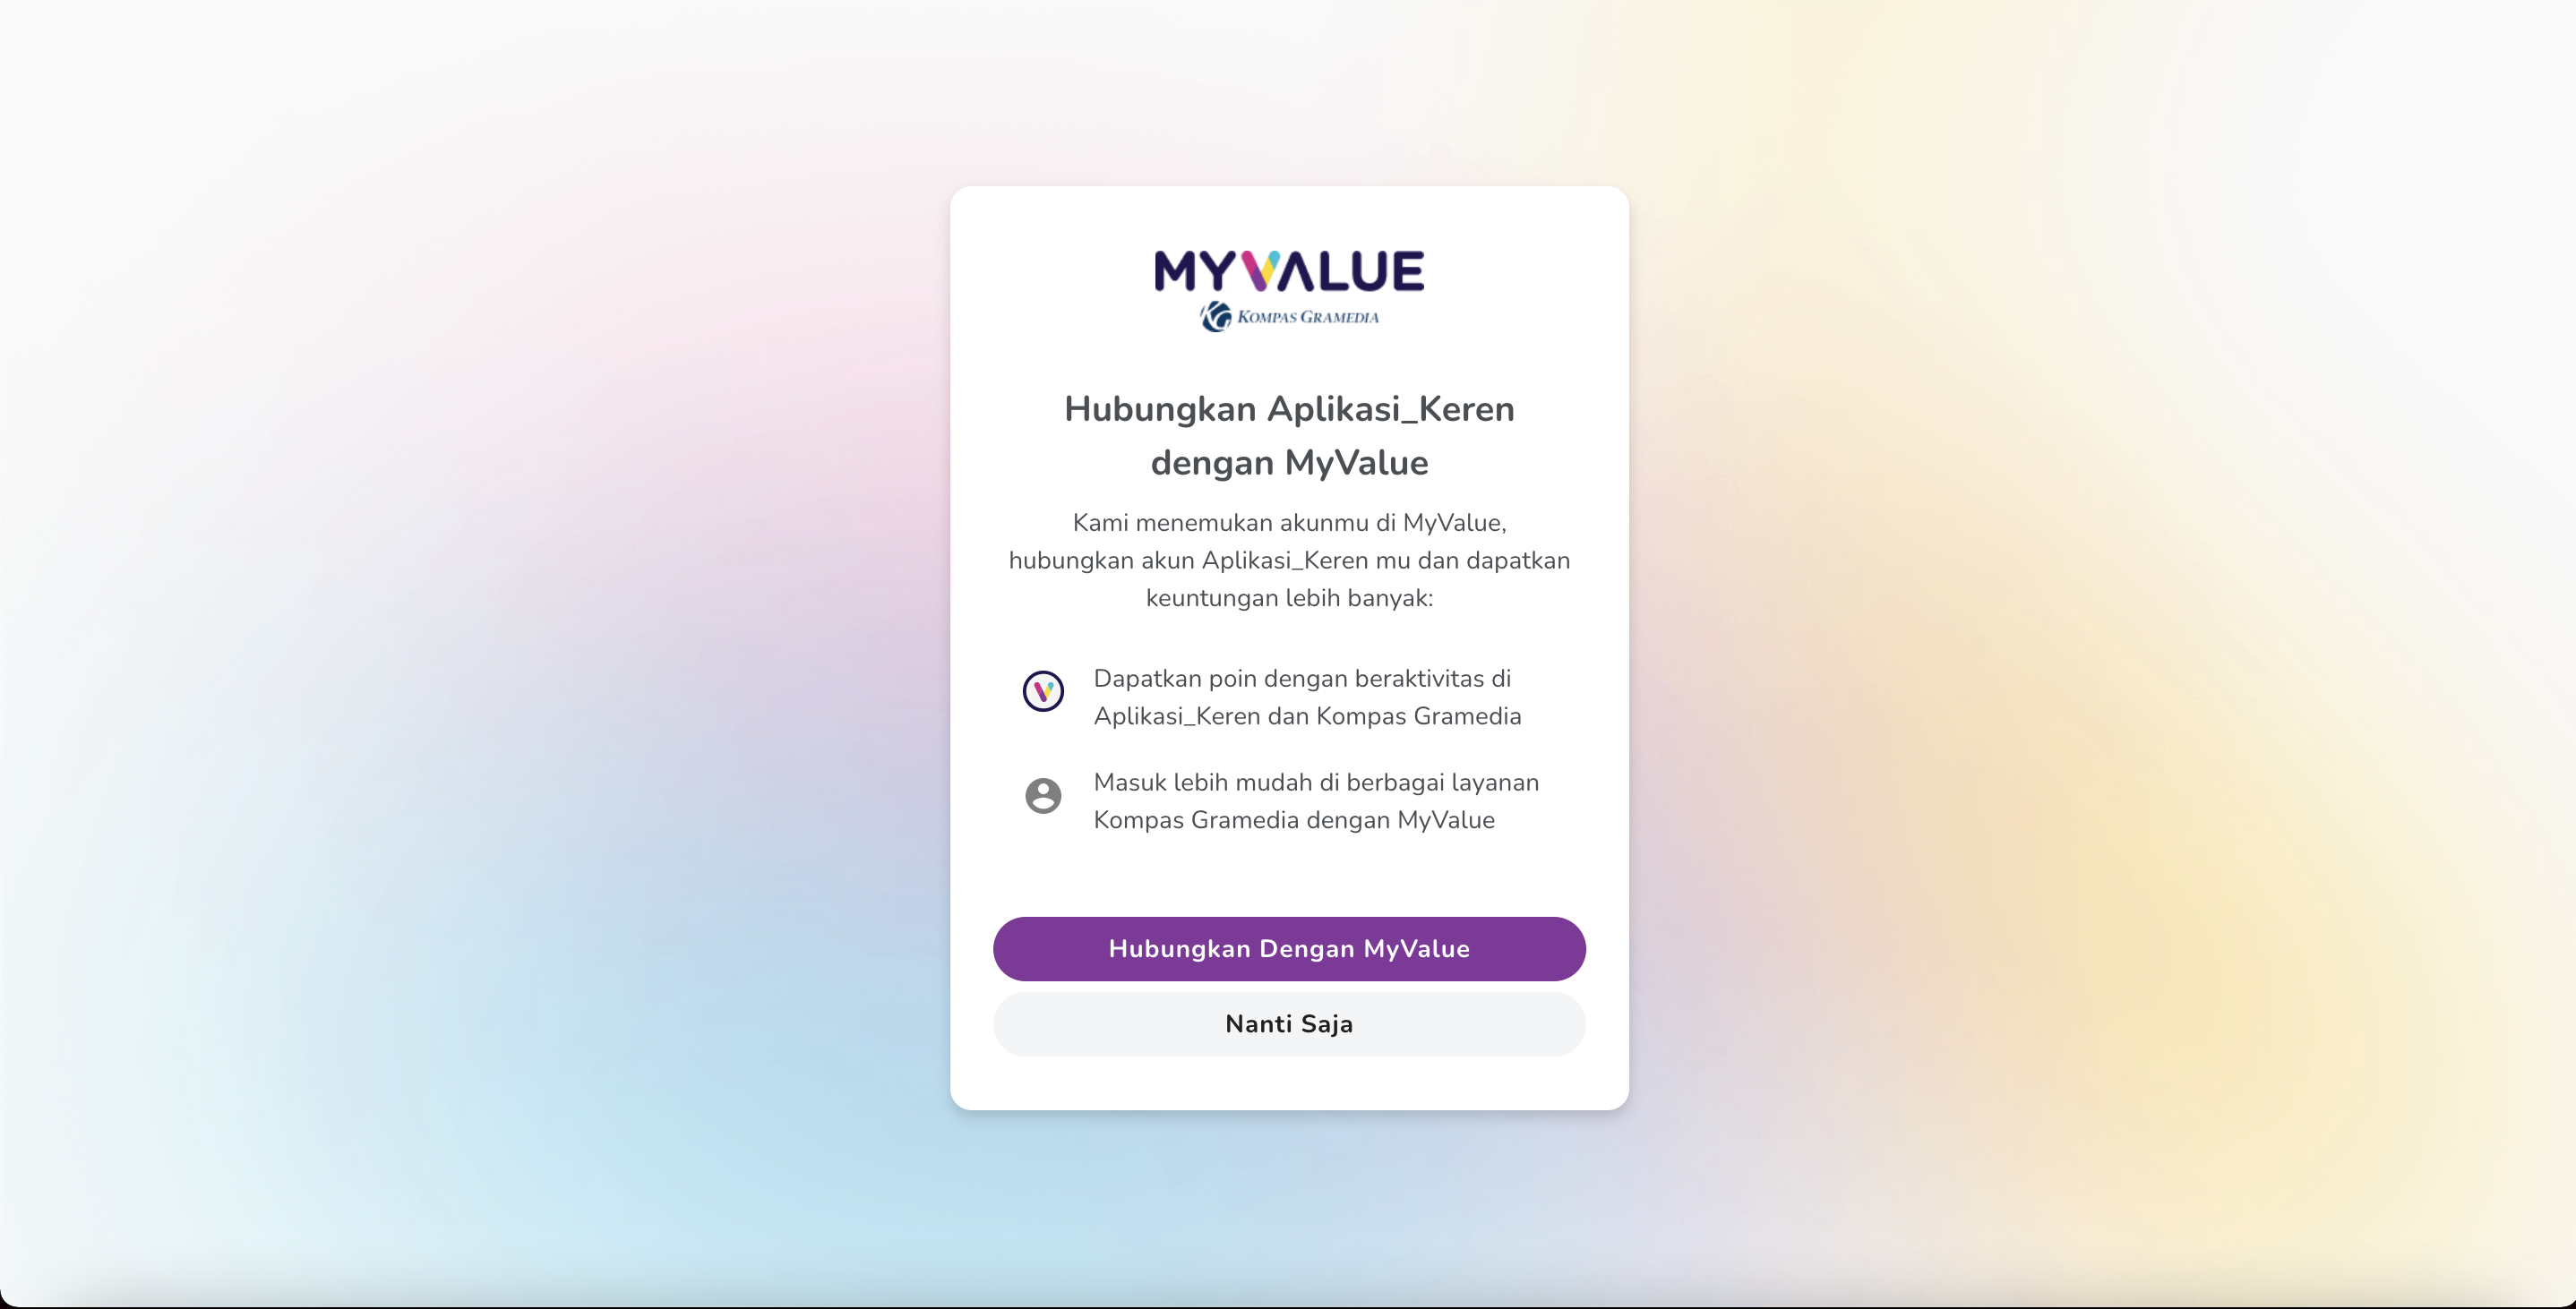 MYVALUE
KOMPAS GRAMEDIA
Hubungkan Aplikasi_Keren
dengan MyValue
Kami menemukan akunmu di MyValue,
hubungkan akun Aplikasi_Keren mu dan dapatkan
keuntungan lebih banyak:
Dapatkan poin dengan beraktivitas di
Aplikasi_Keren dan Kompas Gramedia
Masuk lebih mudah di berbagai layanan
Kompas Gramedia dengan MyValue
Hubungkan Dengan MyValue
Nanti Saja